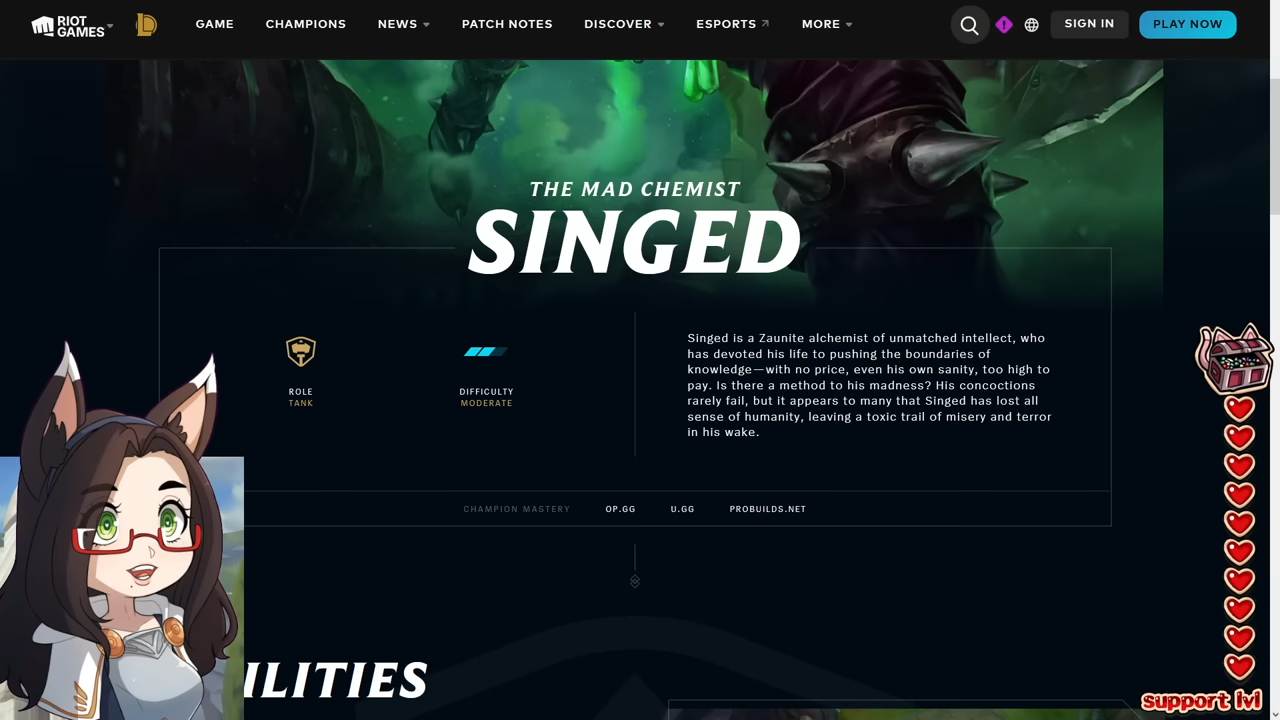 RIOT GAMES
GAME
CHAMPIONS
NEWS
PATCH NOTES
DISCOVER
ESPORTS
MORE
SIGN IN
PLAY NOW
THE MAD CHEMIST
SINGED
ROLE
TANK
DIFFICULTY
MODERATE
Singed is a Zaunite alchemist of unmatched intellect, who
has devoted his life to pushing the boundaries of
knowledge—with no price, even his own sanity, too high to
pay. Is there a method to his madness? His concoctions
rarely fail, but it appears to many that Singed has lost all
sense of humanity, leaving a toxic trail of misery and terror
in his wake.
CHAMPION MASTERY
OP.GG
U.GG
PROBUILDS.NET
ILITIES
support lvl